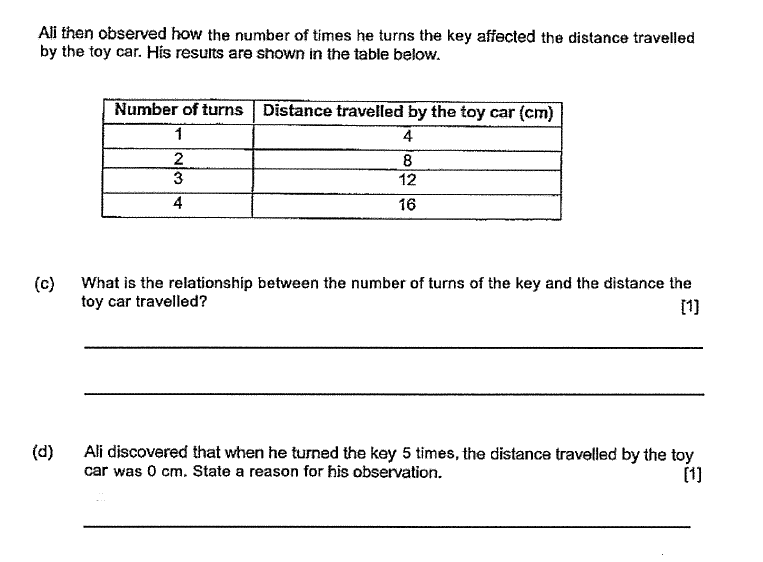 Ali then observed how the number of times he turns the key affected the distance travelled
by the toy car. His results are shown in the table below.
Number of turns Distance travelled by the toy car (cm)
1 4
2 8
3 12
4 16
(c) What is the relationship between the number of turns of the key and the distance the
toy car travelled? [1]
(d) Ali discovered that when he turned the key 5 times, the distance travelled by the toy
car was 0 cm. State a reason for his observation. [1]